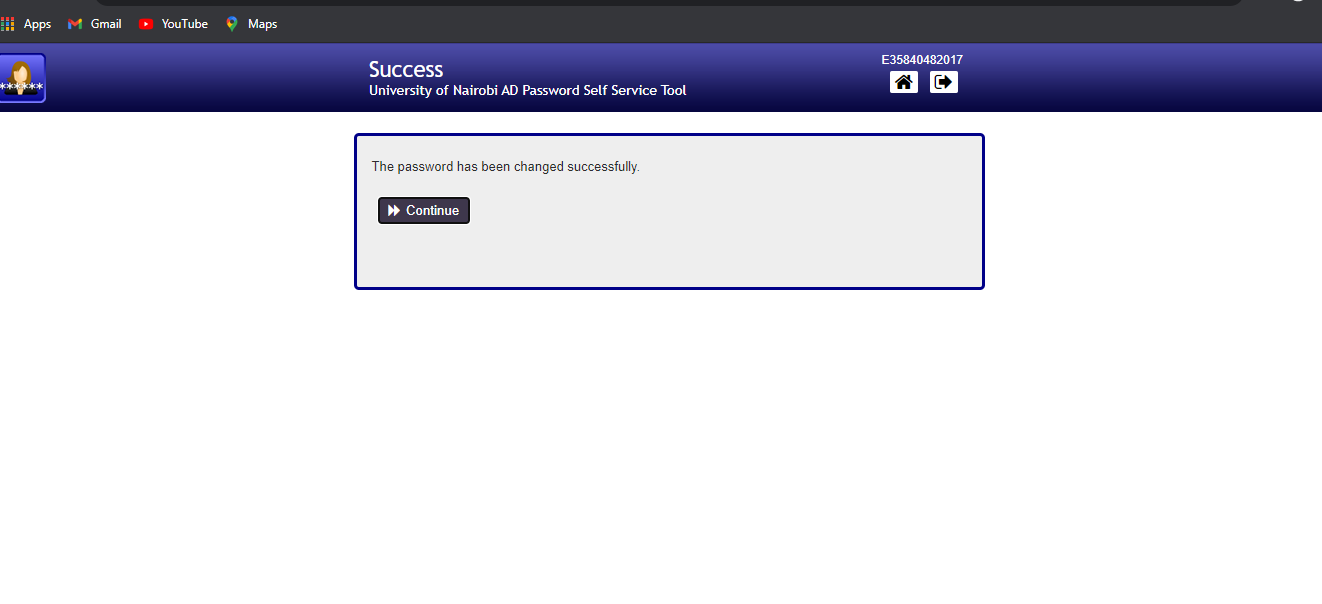 Apps Gmail YouTube Maps
******
Success
University of Nairobi AD Password Self Service Tool
E35840482017
The password has been changed successfully.
Continue